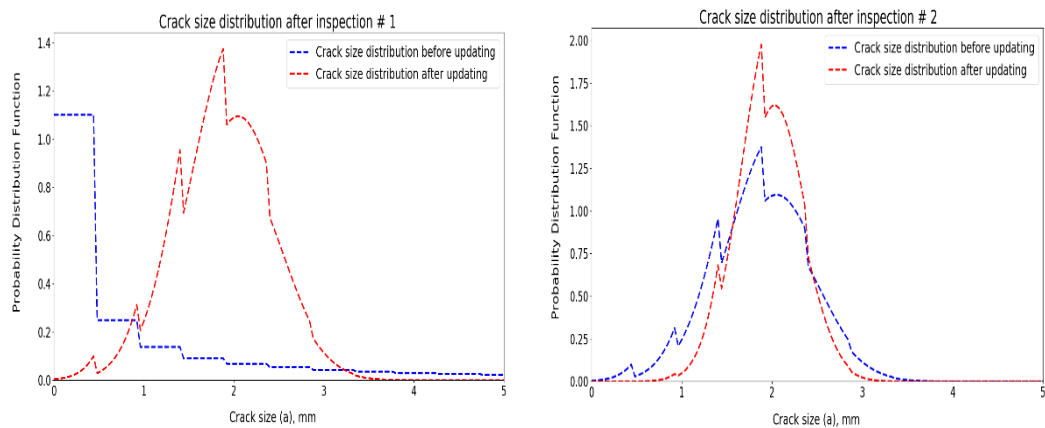 Crack size distribution after inspection # 1
Probability Distribution Function
1.4
1.2
1.0
0.8
0.6
0.4
0.2
0.0
Crack size distribution before updating
Crack size distribution after updating
0 1 2 3 4 5
Crack size (a), mm
Crack size distribution after inspection # 2
Probability Distribution Function
2.00
1.75
1.50
1.25
1.00
0.75
0.50
0.25
0.00
Crack size distribution before updating
Crack size distribution after updating
0 1 2 3 4 5
Crack size (a), mm